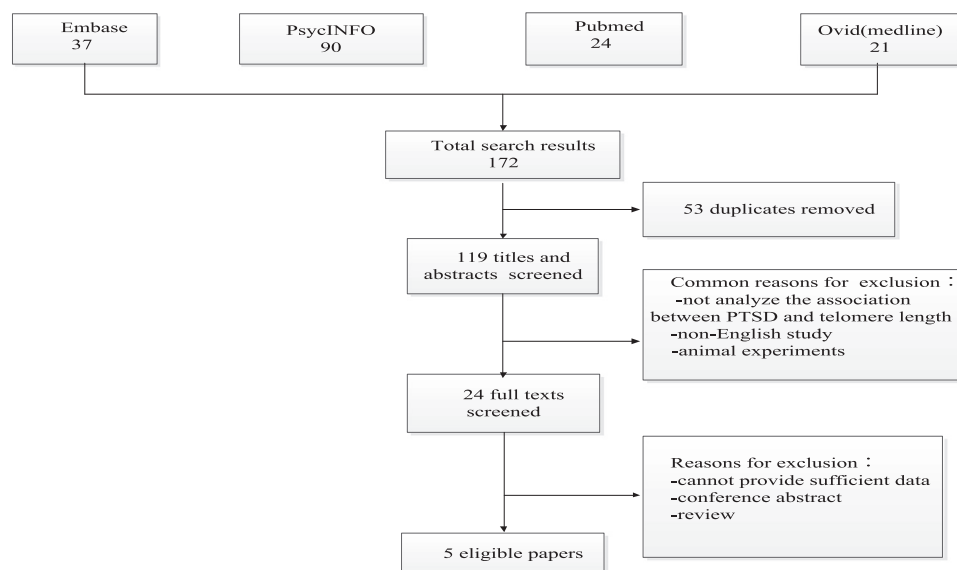 Embase
37
PsycINFO
90
Pubmed
24
Ovid(medline)
21
Total search results
172
53 duplicates removed
119 titles and
abstracts screened
Common reasons for exclusion：
-not analyze the association
between PTSD and telomere length
-non-English study
-animal experiments
24 full texts
screened
Reasons for exclusion：
-cannot provide sufficient data
-conference abstract
-review
5 eligible papers